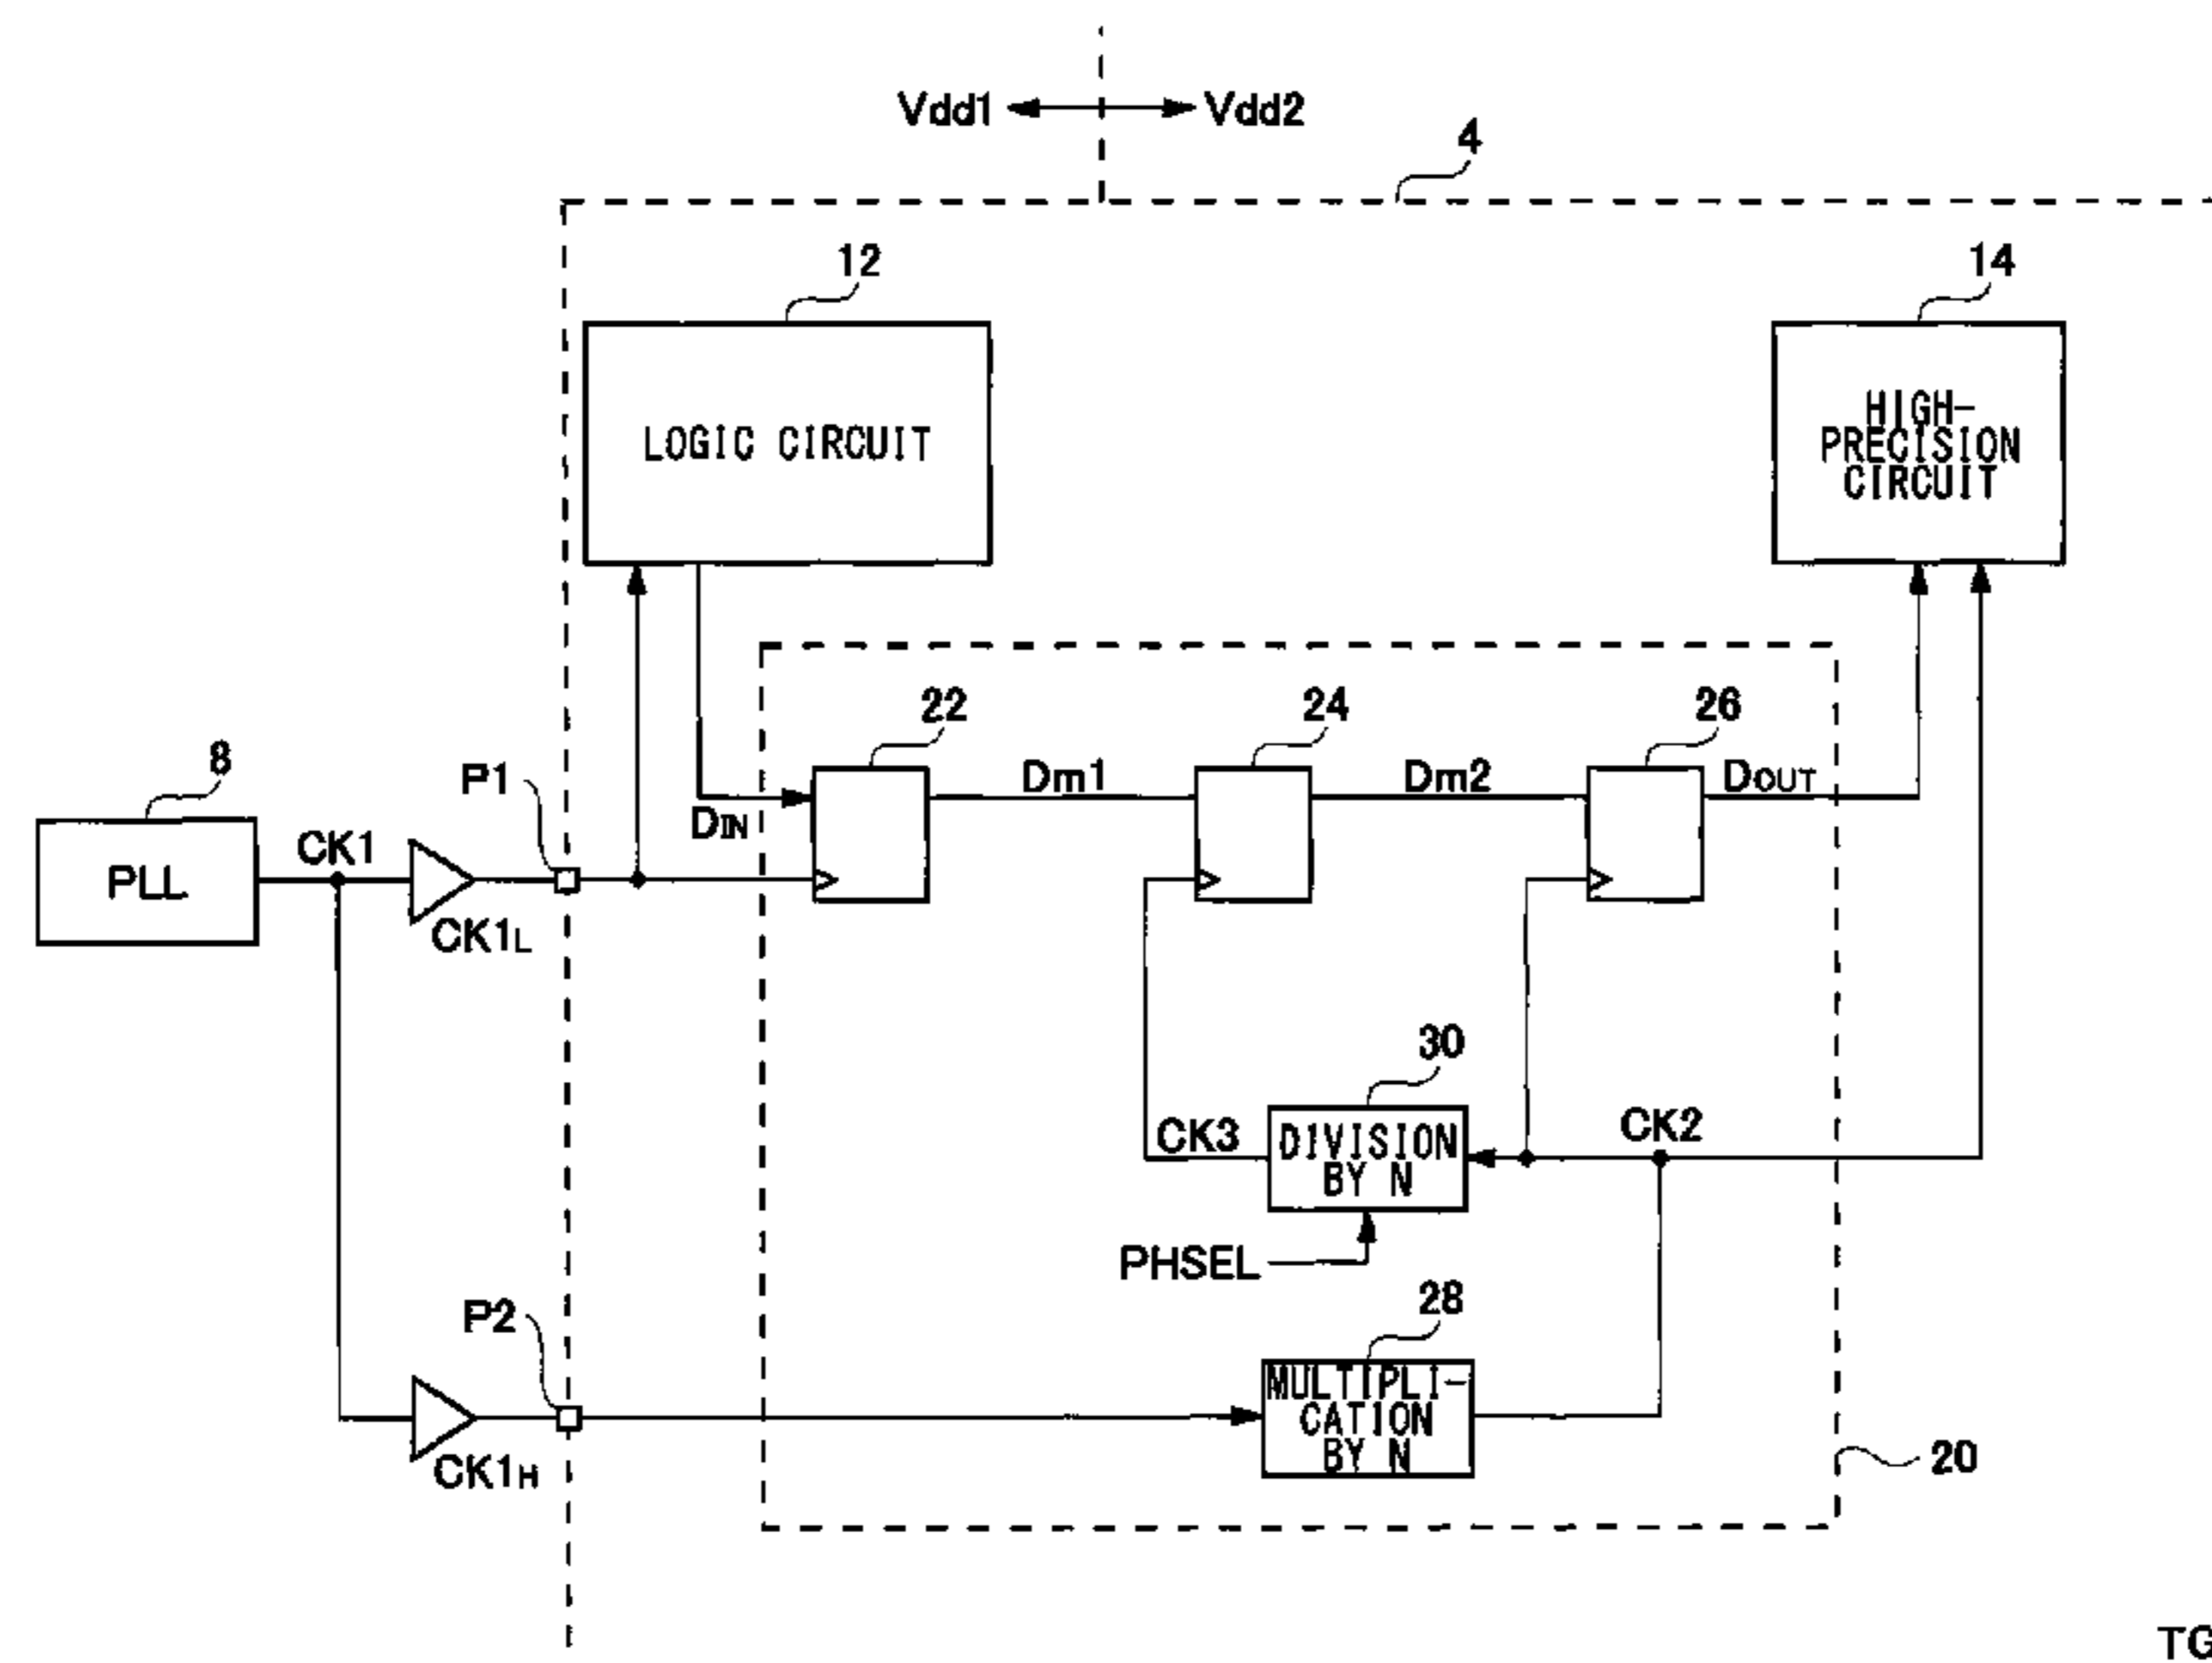 Vdd1 Vdd2
4
12
14
LOGIC CIRCUIT
HIGH-
PRECISION
CIRCUIT
22
24
26
8
P1
DIN
Dm1
Dm2
DOUT
PLL
CK1
CK1L
30
CK3
DIVISION
BY N
CK2
PHSEL
28
P2
MULTIPLI-
CATION
BY N
CK1H
20
TG